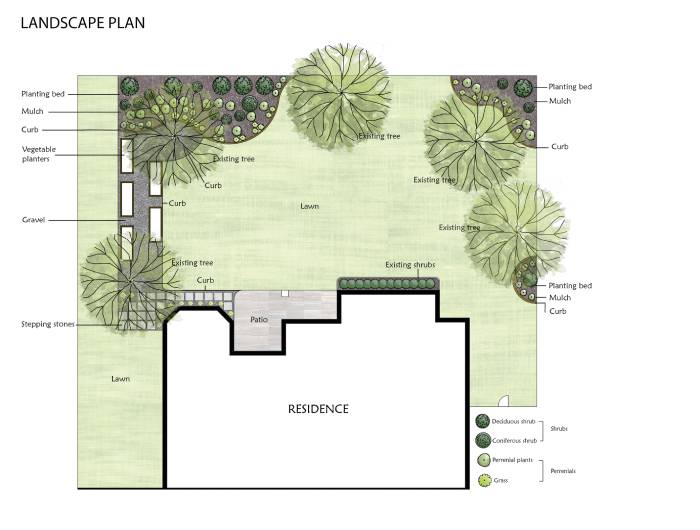 LANDSCAPE PLAN
Planting bed
Mulch
Curb
Vegetable
planters
Gravel
Stepping stones
Existing tree
Curb
Curb
Existing tree
Curb
Lawn
Existing tree
Lawn
Existing tree
Existing tree
Existing shrubs
Patio
RESIDENCE
Planting bed
Mulch
Curb
Planting bed
Mulch
Curb
Deciduous shrub
Coniferous shrub
Shrubs
Perennial plants
Grass
Perennials